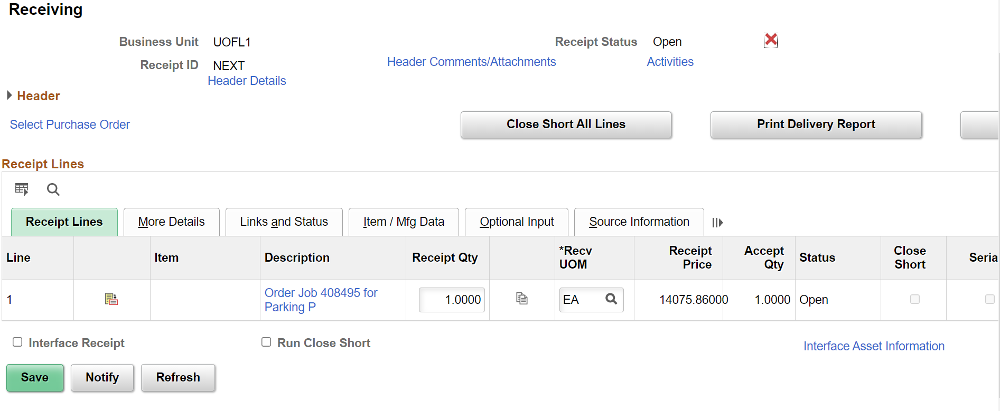 Receiving
Business Unit UOFL1 Receipt Status Open
Receipt ID NEXT Header Comments/Attachments Activities
Header Details
Header
Select Purchase Order Close Short All Lines Print Delivery Report
Receipt Lines
Receipt Lines More Details Links and Status Item / Mfg Data Optional Input Source Information
Line Item Description Receipt Qty *Recv UOM Receipt Price Accept Qty Status Close Short Seria
1 Order Job 408495 for Parking P 1.0000 EA 14075.86000 1.0000 Open
Interface Receipt Run Close Short Interface Asset Information
Save Notify Refresh